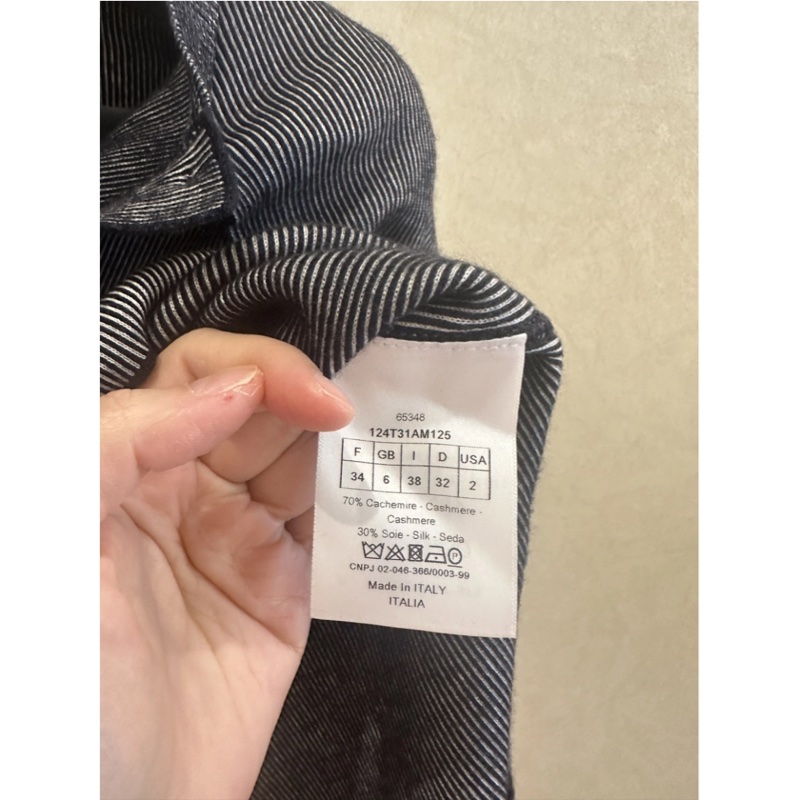 65348
124T31AM125
F GB I D USA
34 6 38 32 2
70% Cachemire - Cashmere -
Cashmere
30% Soie - Silk - Seda
P
CNPJ 02-046-366/0003-99
Made In ITALY
ITALIA